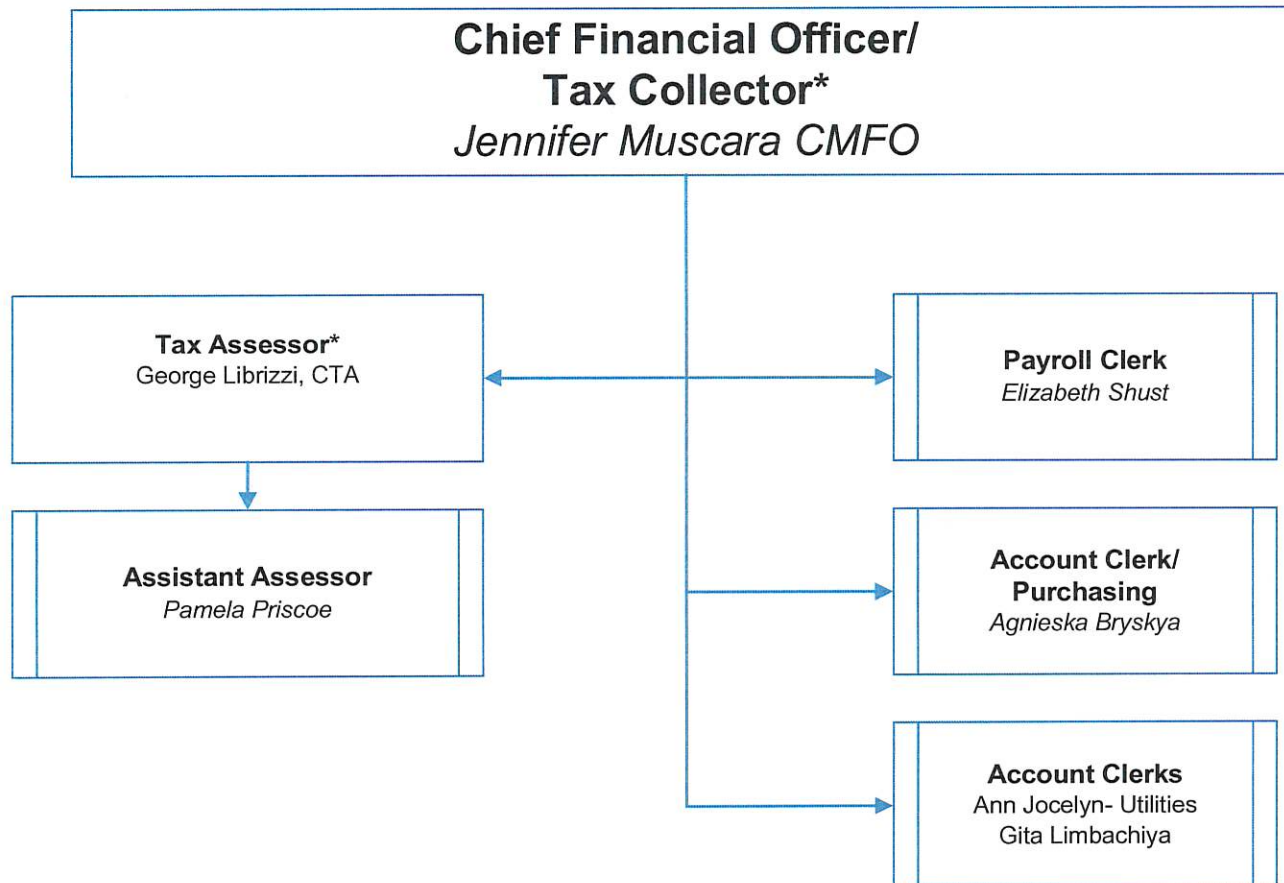 Chief Financial Officer/
Tax Collector*
Jennifer Muscara CMFO
Tax Assessor*
George Librizzi, CTA
Payroll Clerk
Elizabeth Shust
Assistant Assessor
Pamela Priscoe
Account Clerk/
Purchasing
Agnieska Bryskya
Account Clerks
Ann Jocelyn- Utilities
Gita Limbachiya